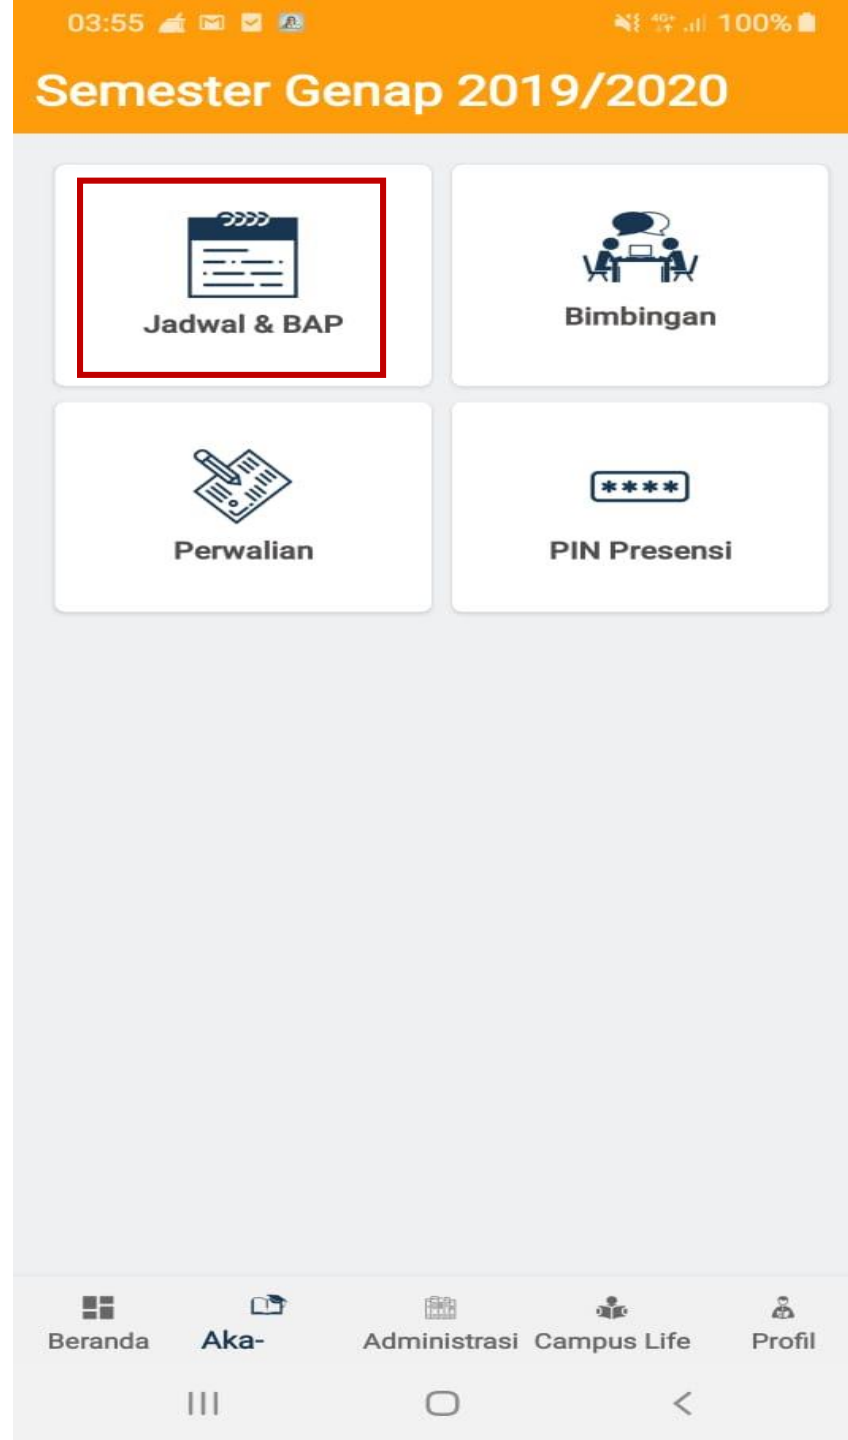 03:55 4G+ 100%
Semester Genap 2019/2020
Jadwal & BAP
Bimbingan
Perwalian
****
PIN Presensi
Beranda Aka- Administrasi Campus Life Profil